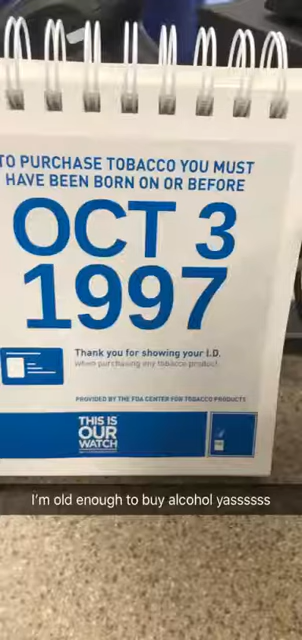 TO PURCHASE TOBACCO YOU MUST
HAVE BEEN BORN ON OR BEFORE
OCT 3
1997
Thank you for showing your I.D.
when purchasing any tobacco product.
PROVIDED BY THE FDA CENTER FOR TOBACCO PRODUCTS
THIS IS
OUR
WATCH
I'm old enough to buy alcohol yassssss